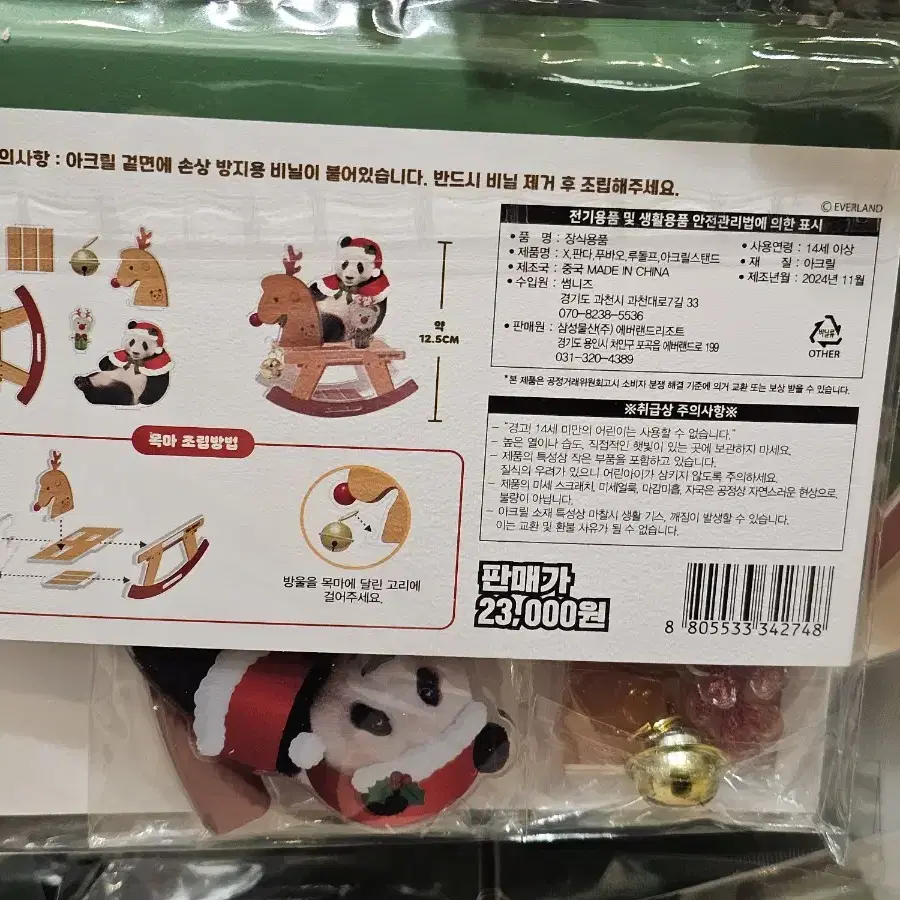 의사항 : 아크릴 겉면에 손상 방지용 비닐이 붙어있습니다. 반드시 비닐 제거 후 조립해주세요.
© EVERLAND
전기용품 및 생활용품 안전관리법에 의한 표시
• 품 명 : 장식용품
• 제품명 : X.판다,푸바오,루돌프,아크릴스탠드
• 제조국 : 중국 MADE IN CHINA
• 수입원 : 썸니즈
경기도 과천시 과천대로7길 33
070-8238-5536
• 판매원 : 삼성물산(주) 에버랜드리조트
경기도 용인시 처인구 포곡읍 에버랜드로 199
031-320-4389
• 사용연령 : 14세 이상
• 재 질 : 아크릴
• 제조년월 : 2024년 11월
바이오
OTHER
*본 제품은 공정거래위원회고시 소비자 분쟁 해결 기준에 의거 교환 또는 보상 받을 수 있습니다.
약
12.5CM
※취급상 주의사항※
- "경고! 14세 미만의 어린이는 사용할 수 없습니다."
- 높은 열이나 습도, 직접적인 햇빛이 있는 곳에 보관하지 마세요.
- 제품의 특성상 작은 부품을 포함하고 있습니다.
질식의 우려가 있으니 어린아이가 삼키지 않도록 주의하세요.
- 제품의 미세 스크래치, 미세얼룩, 마감미흡, 자국은 공정상 자연스러운 현상으로,
불량이 아닙니다.
- 아크릴 소재 특성상 마찰시 생활 기스, 깨짐이 발생할 수 있습니다.
이는 교환 및 환불 사유가 될 수 없습니다.
목마 조립방법
방울을 목마에 달린 고리에
걸어주세요.
판매가
23,000원
8 805533 342748